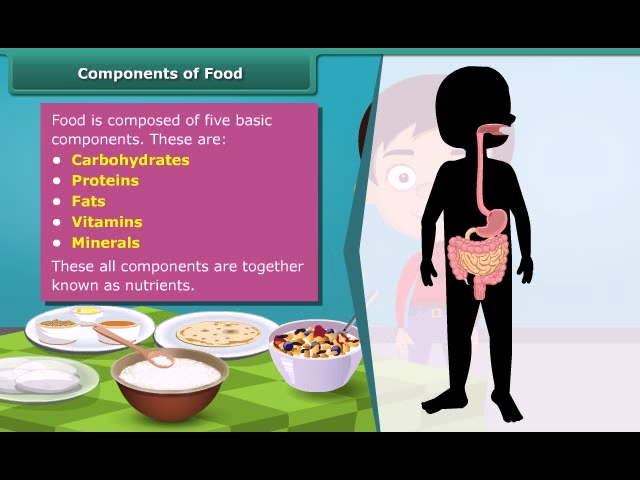 Components of Food
Food is composed of five basic
components. These are:
• Carbohydrates
• Proteins
• Fats
• Vitamins
• Minerals
These all components are together
known as nutrients.